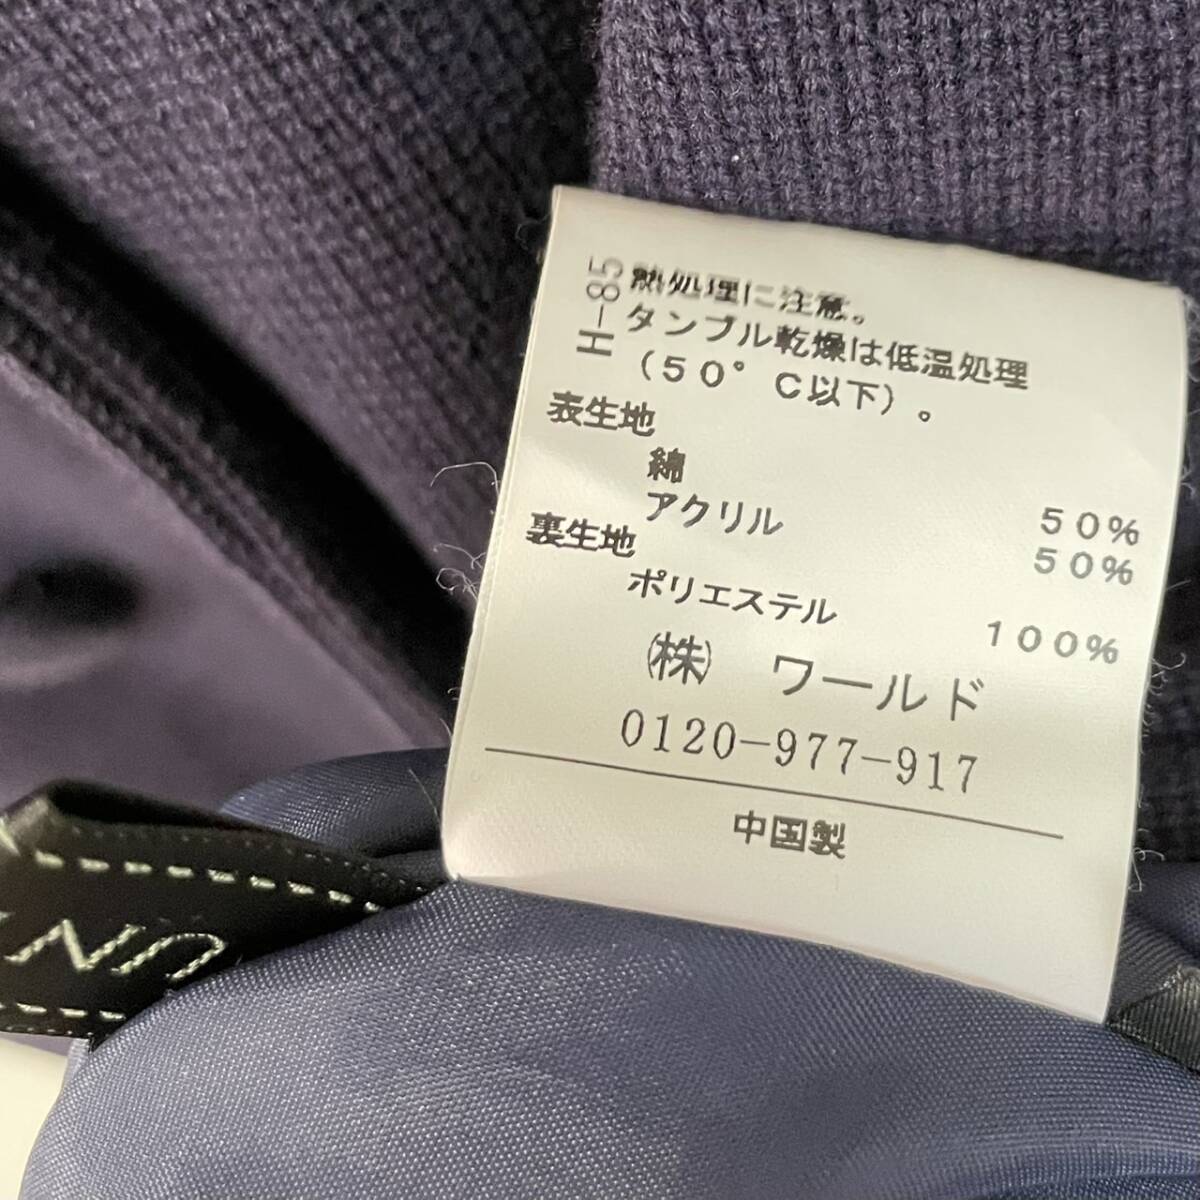 H-85
熱処理に注意。
タンブル乾燥は低温処理
(50°C以下)。
表生地
綿 50%
アクリル 50%
裏生地
ポリエステル 100%
㈱ ワールド
0120-977-917
中国製
UN